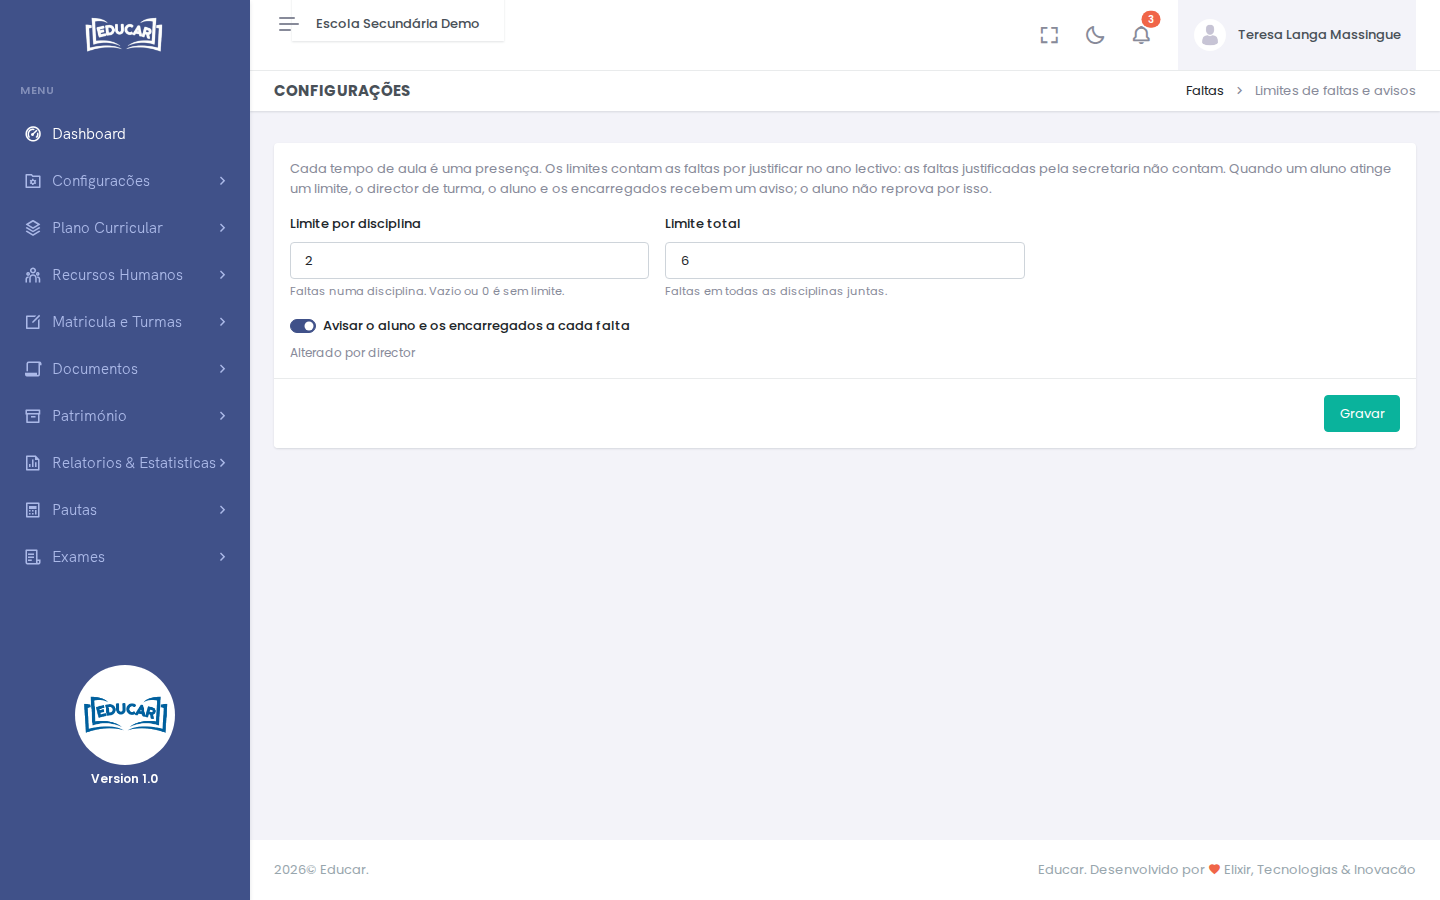 EDUCAR
Escola Secundária Demo
3
Teresa Langa Massingue
MENU
CONFIGURAÇÕES
Faltas > Limites de faltas e avisos
Dashboard
Configuracões
Plano Curricular
Recursos Humanos
Matricula e Turmas
Documentos
Património
Relatorios & Estatisticas
Pautas
Exames
EDUCAR
Version 1.0
Cada tempo de aula é uma presença. Os limites contam as faltas por justificar no ano lectivo: as faltas justificadas pela secretaria não contam. Quando um aluno atinge
um limite, o director de turma, o aluno e os encarregados recebem um aviso; o aluno não reprova por isso.
Limite por disciplina
2
Faltas numa disciplina. Vazio ou 0 é sem limite.
Limite total
6
Faltas em todas as disciplinas juntas.
Avisar o aluno e os encarregados a cada falta
Alterado por director
Gravar
2026© Educar.
Educar. Desenvolvido por Elixir, Tecnologias & Inovacão